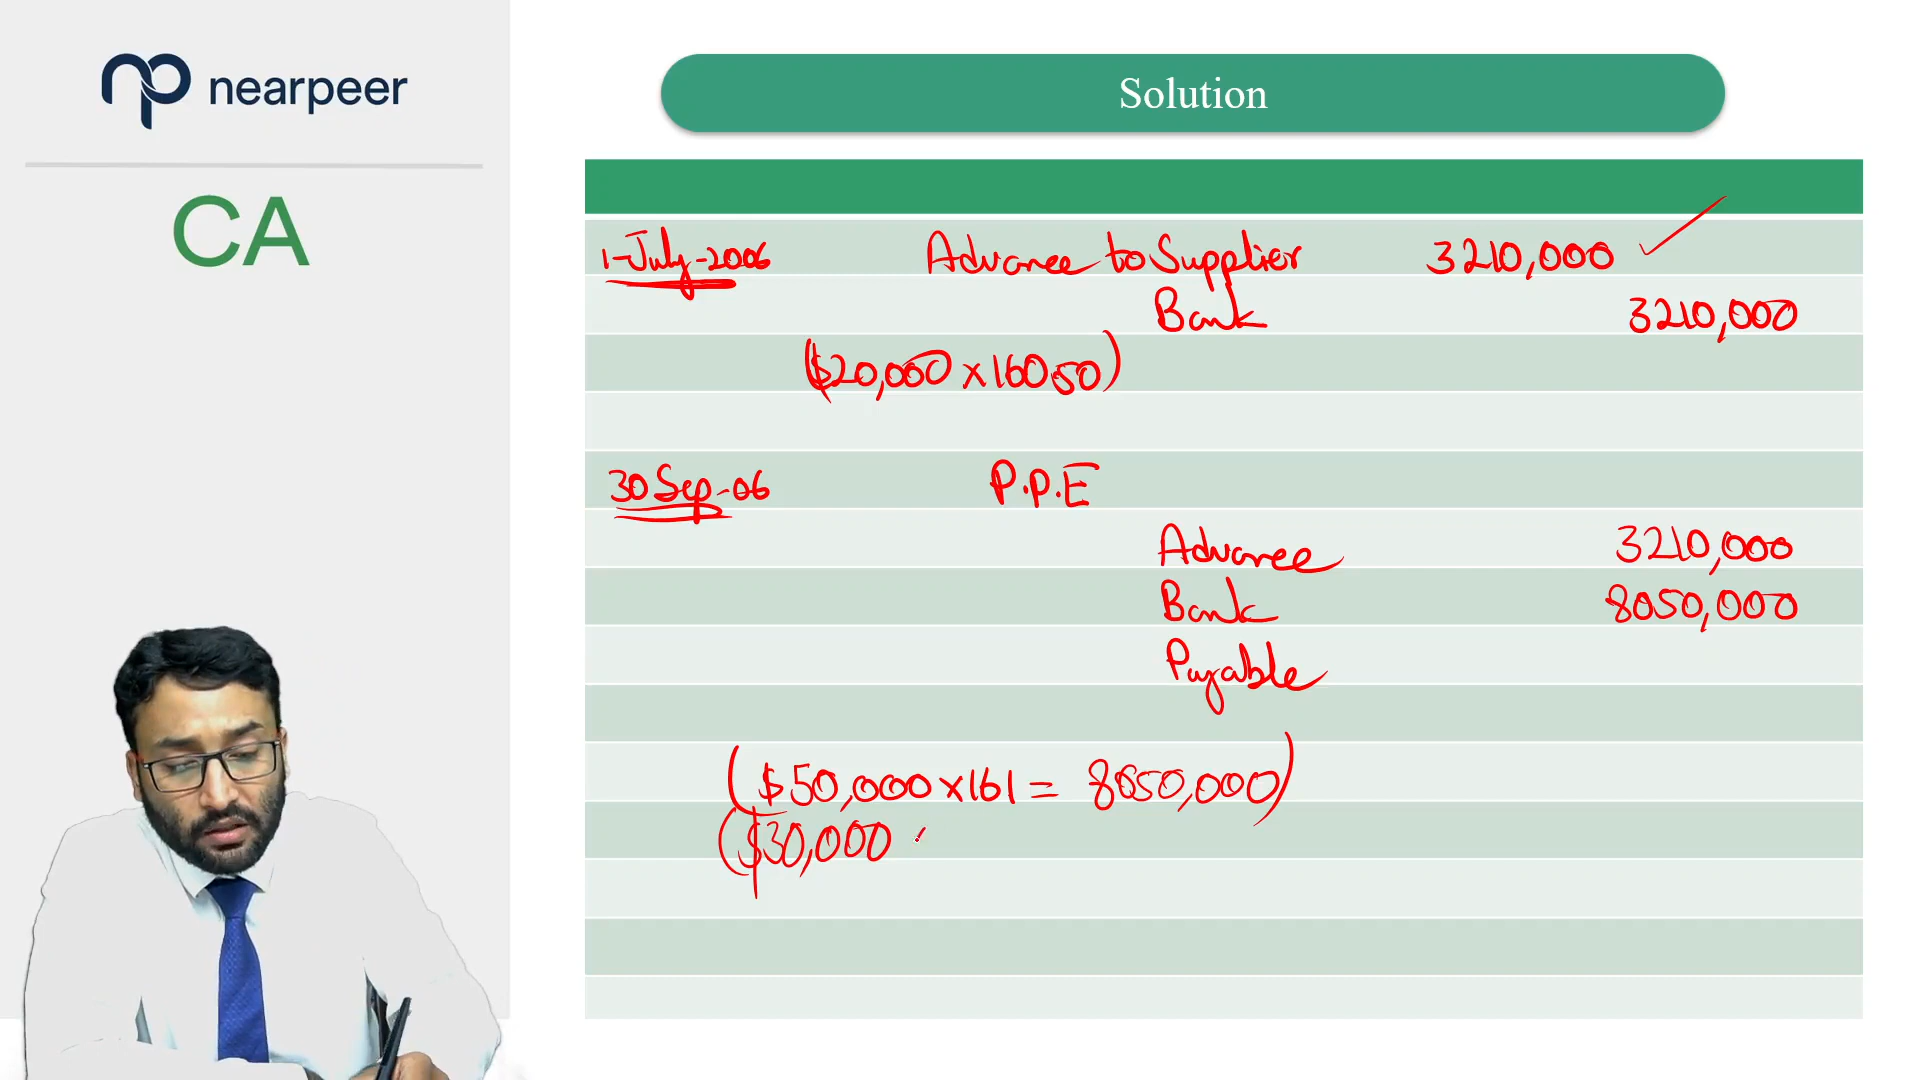 nearpeer
CA
Solution
1-July-2006 Advance to Supplier 3210,000
Bank 3210,000
($20,000 × 160.50)
30 Sep-06 P.P.E
Advance 3210,000
Bank 8050,000
Payable
($50,000 × 161 = 8050,000)
($30,000